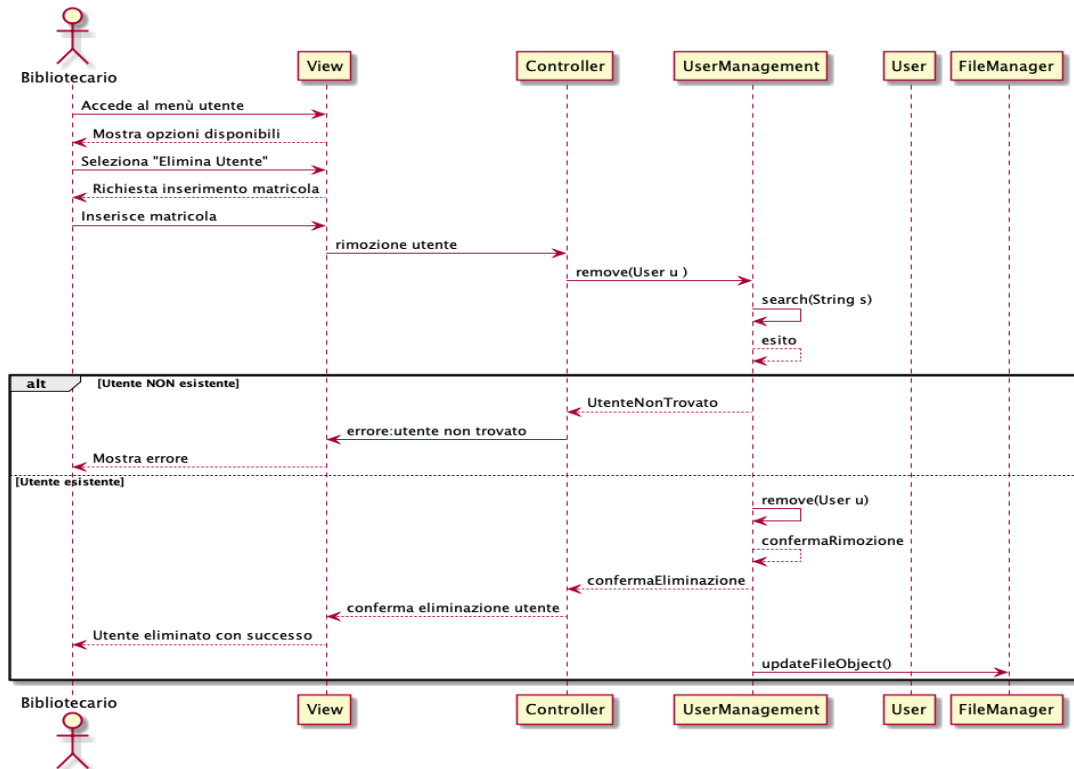 Bibliotecario
View
Controller
UserManagement
User
FileManager
Accede al menù utente
Mostra opzioni disponibili
Seleziona "Elimina Utente"
Richiesta inserimento matricola
Inserisce matricola
rimozione utente
remove(User u )
search(String s)
esito
alt [Utente NON esistente]
UtenteNonTrovato
errore:utente non trovato
Mostra errore
[Utente esistente]
remove(User u)
confermaRimozione
confermaEliminazione
conferma eliminazione utente
Utente eliminato con successo
updateFileObject()
Bibliotecario
View
Controller
UserManagement
User
FileManager